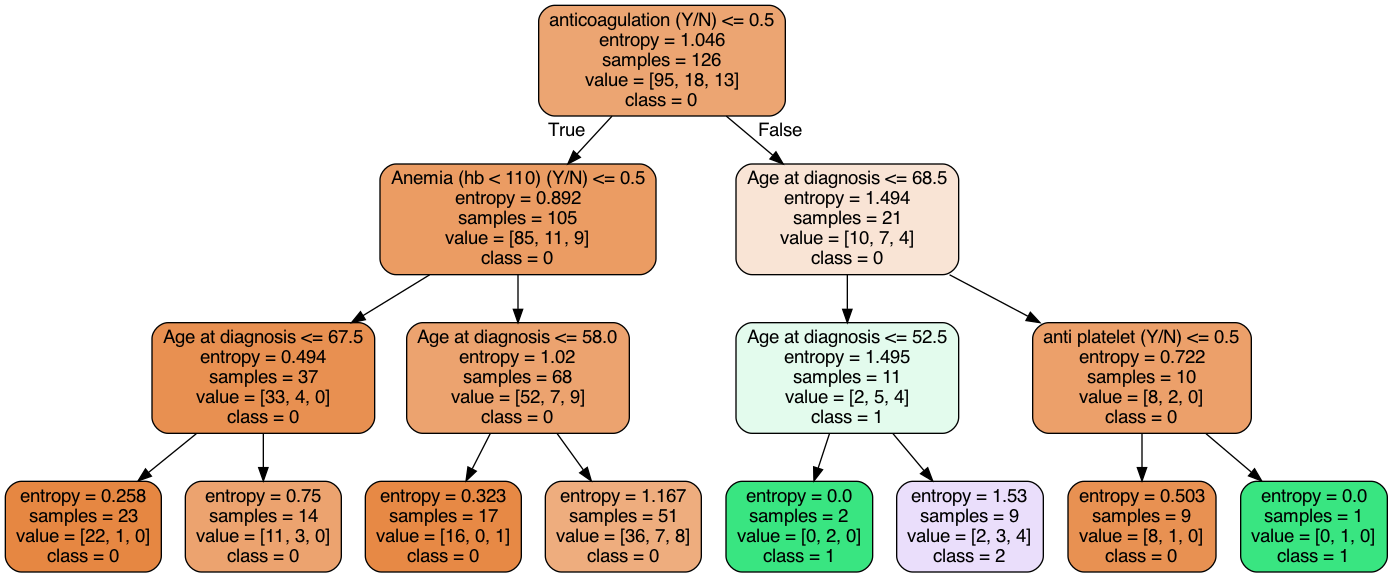 anticoagulation (Y/N) <= 0.5
entropy = 1.046
samples = 126
value = [95, 18, 13]
class = 0
True
False
Anemia (hb < 110) (Y/N) <= 0.5
entropy = 0.892
samples = 105
value = [85, 11, 9]
class = 0
Age at diagnosis <= 68.5
entropy = 1.494
samples = 21
value = [10, 7, 4]
class = 0
Age at diagnosis <= 67.5
entropy = 0.494
samples = 37
value = [33, 4, 0]
class = 0
Age at diagnosis <= 58.0
entropy = 1.02
samples = 68
value = [52, 7, 9]
class = 0
Age at diagnosis <= 52.5
entropy = 1.495
samples = 11
value = [2, 5, 4]
class = 1
anti platelet (Y/N) <= 0.5
entropy = 0.722
samples = 10
value = [8, 2, 0]
class = 0
entropy = 0.258
samples = 23
value = [22, 1, 0]
class = 0
entropy = 0.75
samples = 14
value = [11, 3, 0]
class = 0
entropy = 0.323
samples = 17
value = [16, 0, 1]
class = 0
entropy = 1.167
samples = 51
value = [36, 7, 8]
class = 0
entropy = 0.0
samples = 2
value = [0, 2, 0]
class = 1
entropy = 1.53
samples = 9
value = [2, 3, 4]
class = 2
entropy = 0.503
samples = 9
value = [8, 1, 0]
class = 0
entropy = 0.0
samples = 1
value = [0, 1, 0]
class = 1